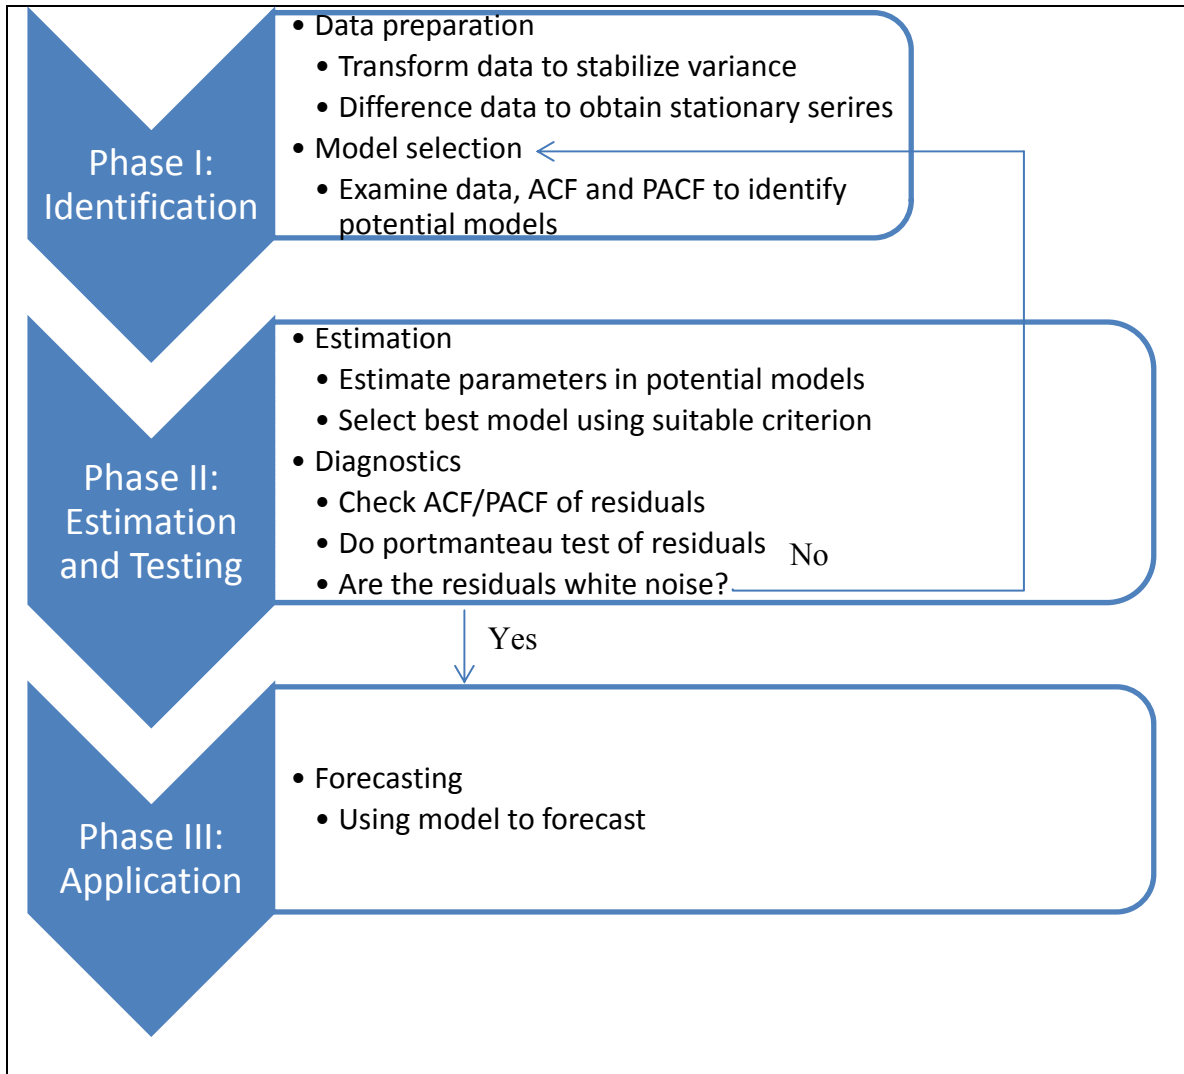 Phase I:
Identification
• Data preparation
• Transform data to stabilize variance
• Difference data to obtain stationary serires
• Model selection
• Examine data, ACF and PACF to identify
potential models
Phase II:
Estimation
and Testing
• Estimation
• Estimate parameters in potential models
• Select best model using suitable criterion
• Diagnostics
• Check ACF/PACF of residuals
• Do portmanteau test of residuals
• Are the residuals white noise?
No
Yes
Phase III:
Application
• Forecasting
• Using model to forecast